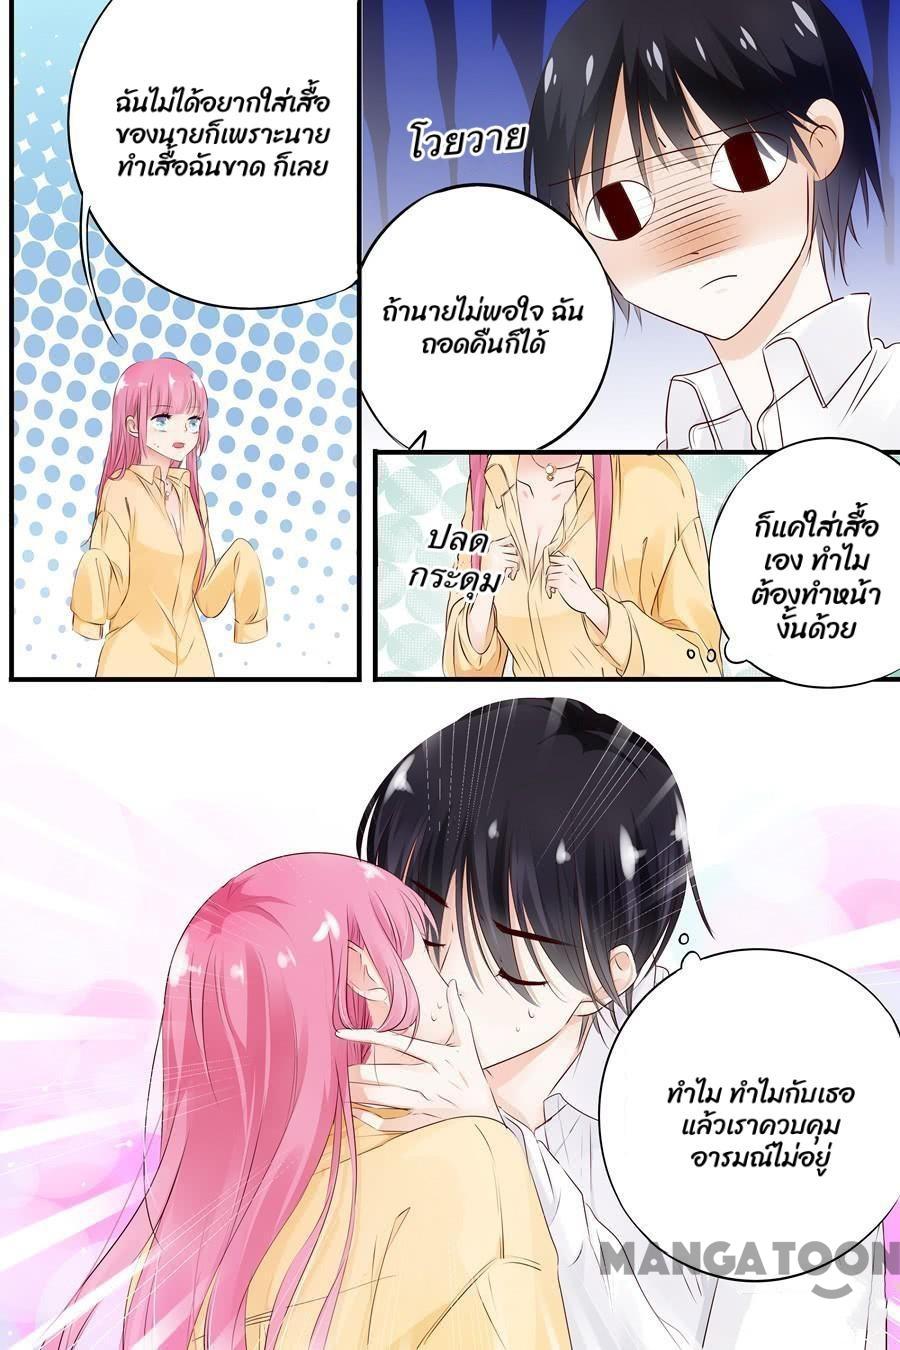 ฉันไม่ได้อยากใส่เสื้อ
ของนายก็เพราะนาย
ทำเสื้อฉันขาด ก็เลย
โวยวาย
ถ้านายไม่พอใจ ฉัน
ถอดคืนก็ได้
ปลด
กระดุม
ก็แค่ใส่เสื้อ
เอง ทำไม
ต้องทำหน้า
งั้นด้วย
ทำไม ทำไมกับเธอ
แล้วเราควบคุม
อารมณ์ไม่อยู่
MANGATOON